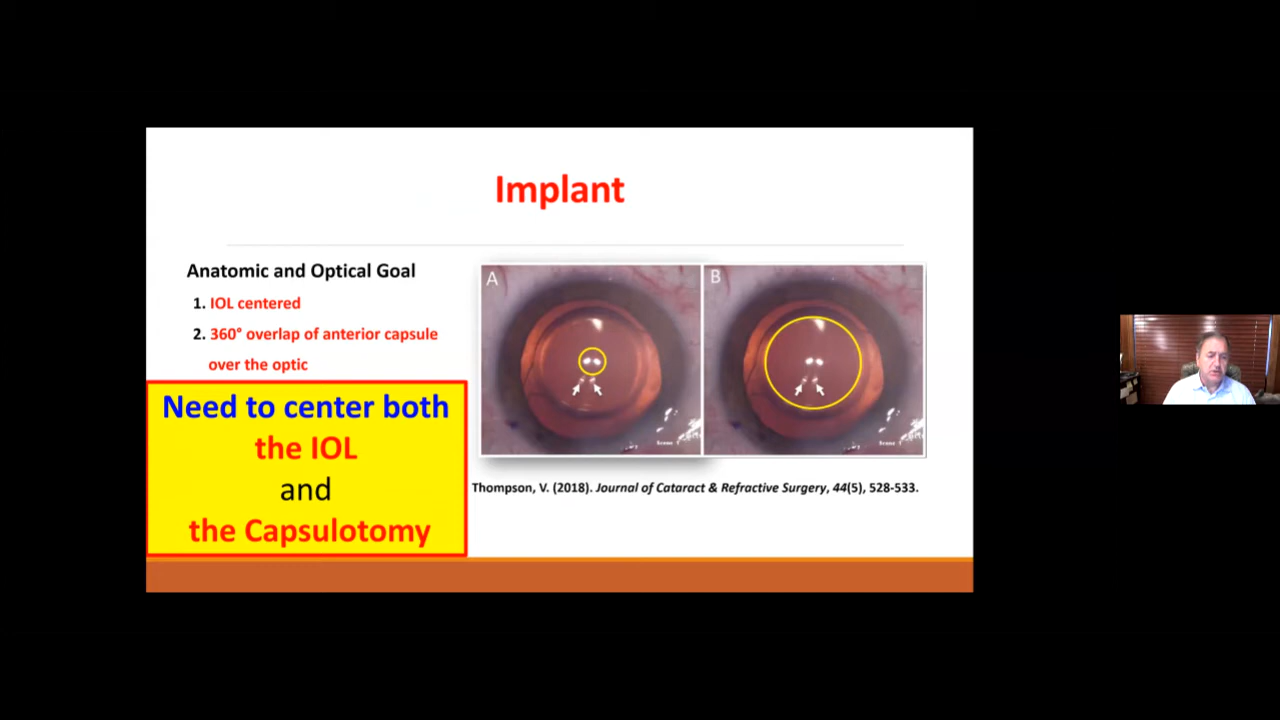 Implant
Anatomic and Optical Goal
1. IOL centered
2. 360° overlap of anterior capsule
over the optic
Need to center both
the IOL
and
the Capsulotomy
A
B
Thompson, V. (2018). Journal of Cataract & Refractive Surgery, 44(5), 528-533.